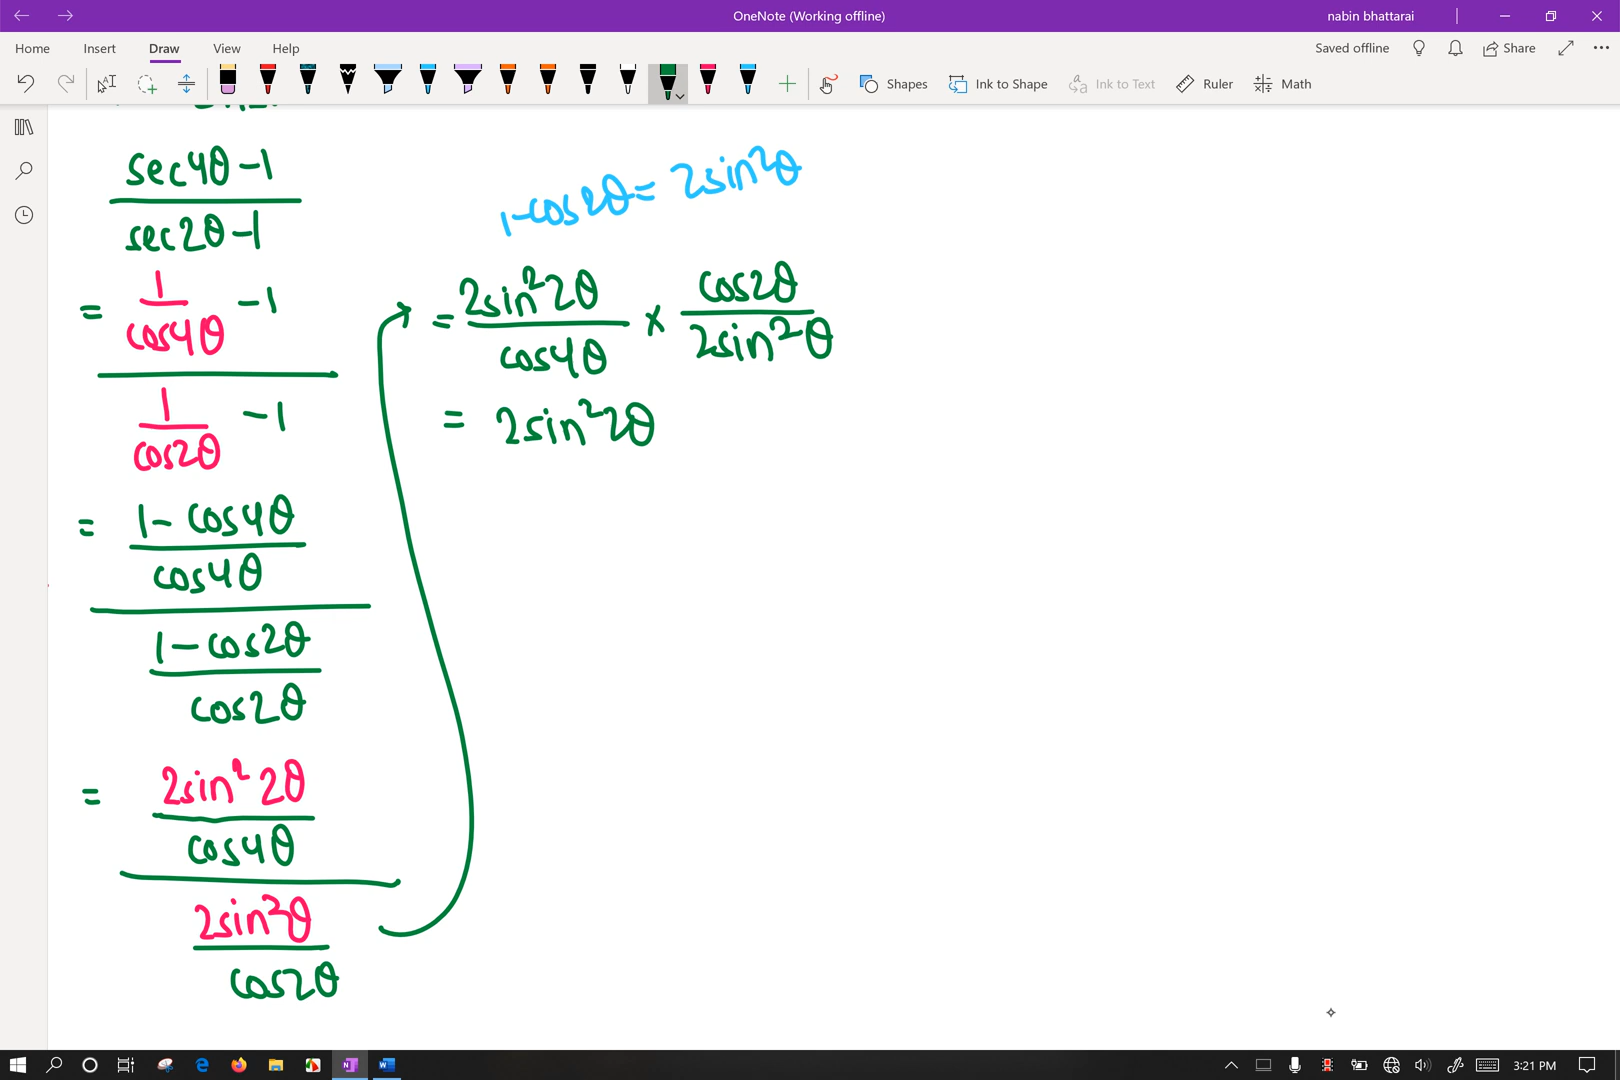 OneNote (Working offline)
nabin bhattarai
Home Insert Draw View Help
Saved offline
Share
Shapes
Ink to Shape
Ink to Text
Ruler
Math
sec4θ-1
sec2θ-1
= 1 -1
cos4θ
1 -1
cos2θ
= 1-cos4θ
cos4θ
1-cos2θ
cos2θ
= 2sin² 2θ
cos4θ
2sin²θ
cos2θ
1-cos2θ= 2sin²θ
= 2sin²2θ × cos2θ
cos4θ 2sin²θ
= 2sin²2θ
3:21 PM